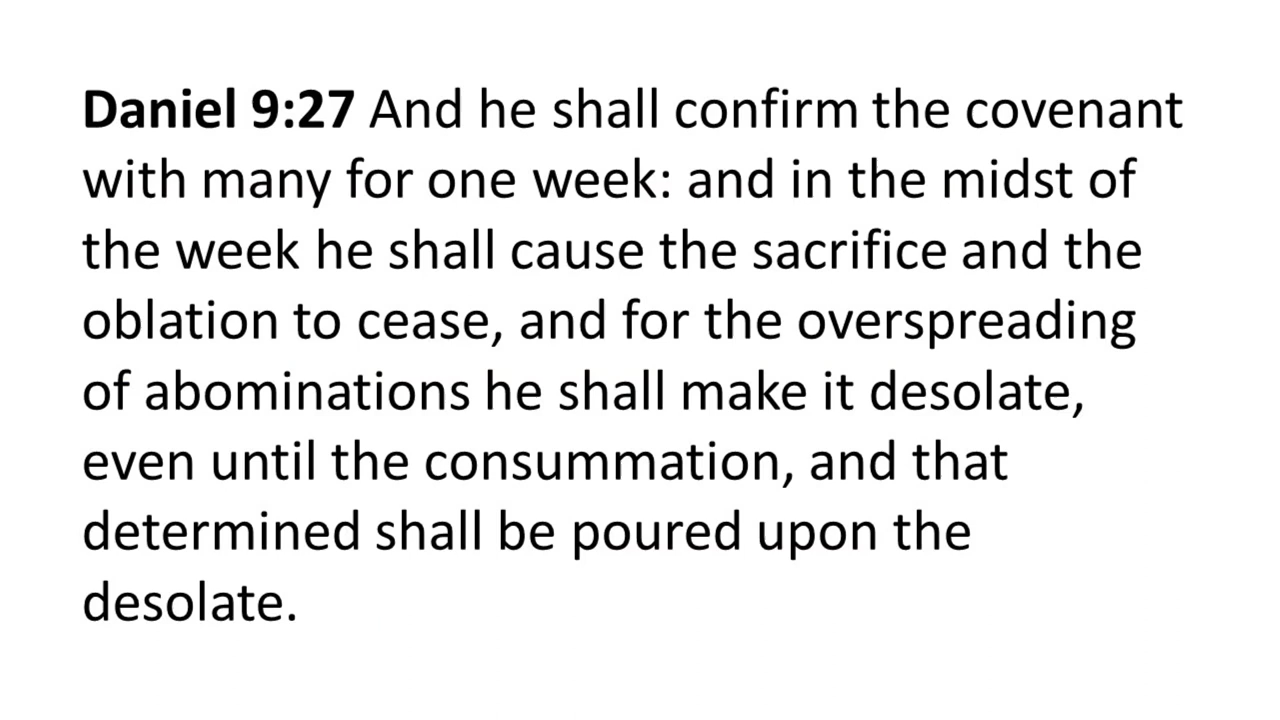 Daniel 9:27 And he shall confirm the covenant
with many for one week: and in the midst of
the week he shall cause the sacrifice and the
oblation to cease, and for the overspreading
of abominations he shall make it desolate,
even until the consummation, and that
determined shall be poured upon the
desolate.